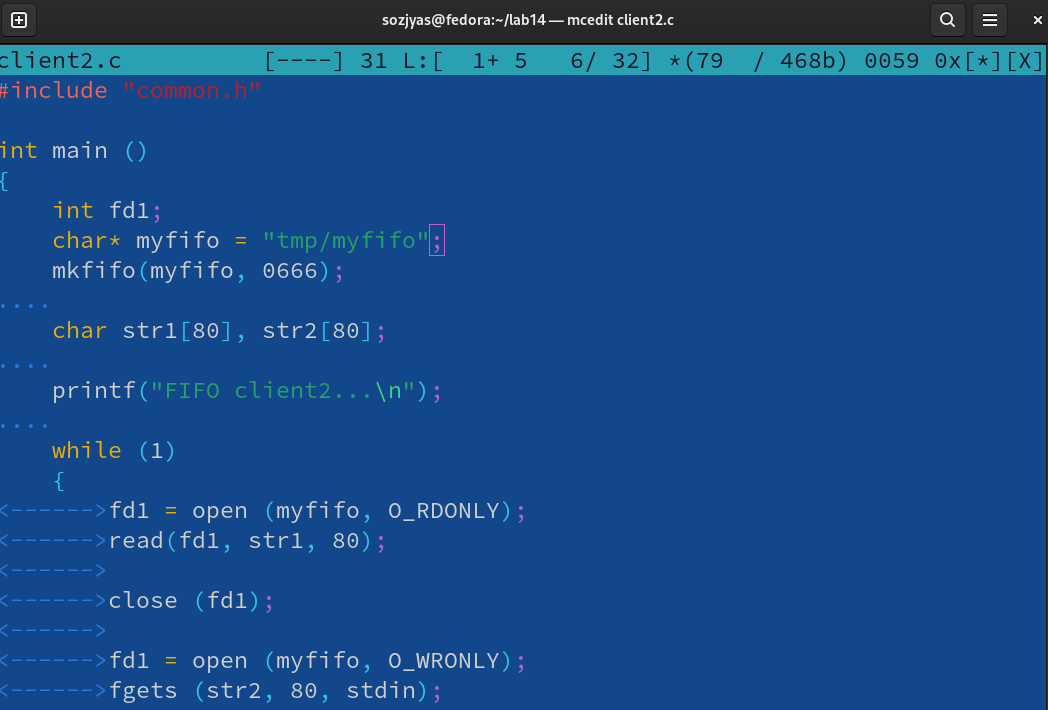 sozjyas@fedora:~/lab14 — mcedit client2.c
client2.c [----] 31 L:[ 1+ 5 6/ 32] *(79 / 468b) 0059 0x[*][X]
#include "common.h"
int main ()
{
int fd1;
char* myfifo = "tmp/myfifo";
mkfifo(myfifo, 0666);
....
char str1[80], str2[80];
....
printf("FIFO client2...\n");
....
while (1)
{
<------>fd1 = open (myfifo, O_RDONLY);
<------>read(fd1, str1, 80);
<------>
<------>close (fd1);
<------>
<------>fd1 = open (myfifo, O_WRONLY);
<------>fgets (str2, 80, stdin);